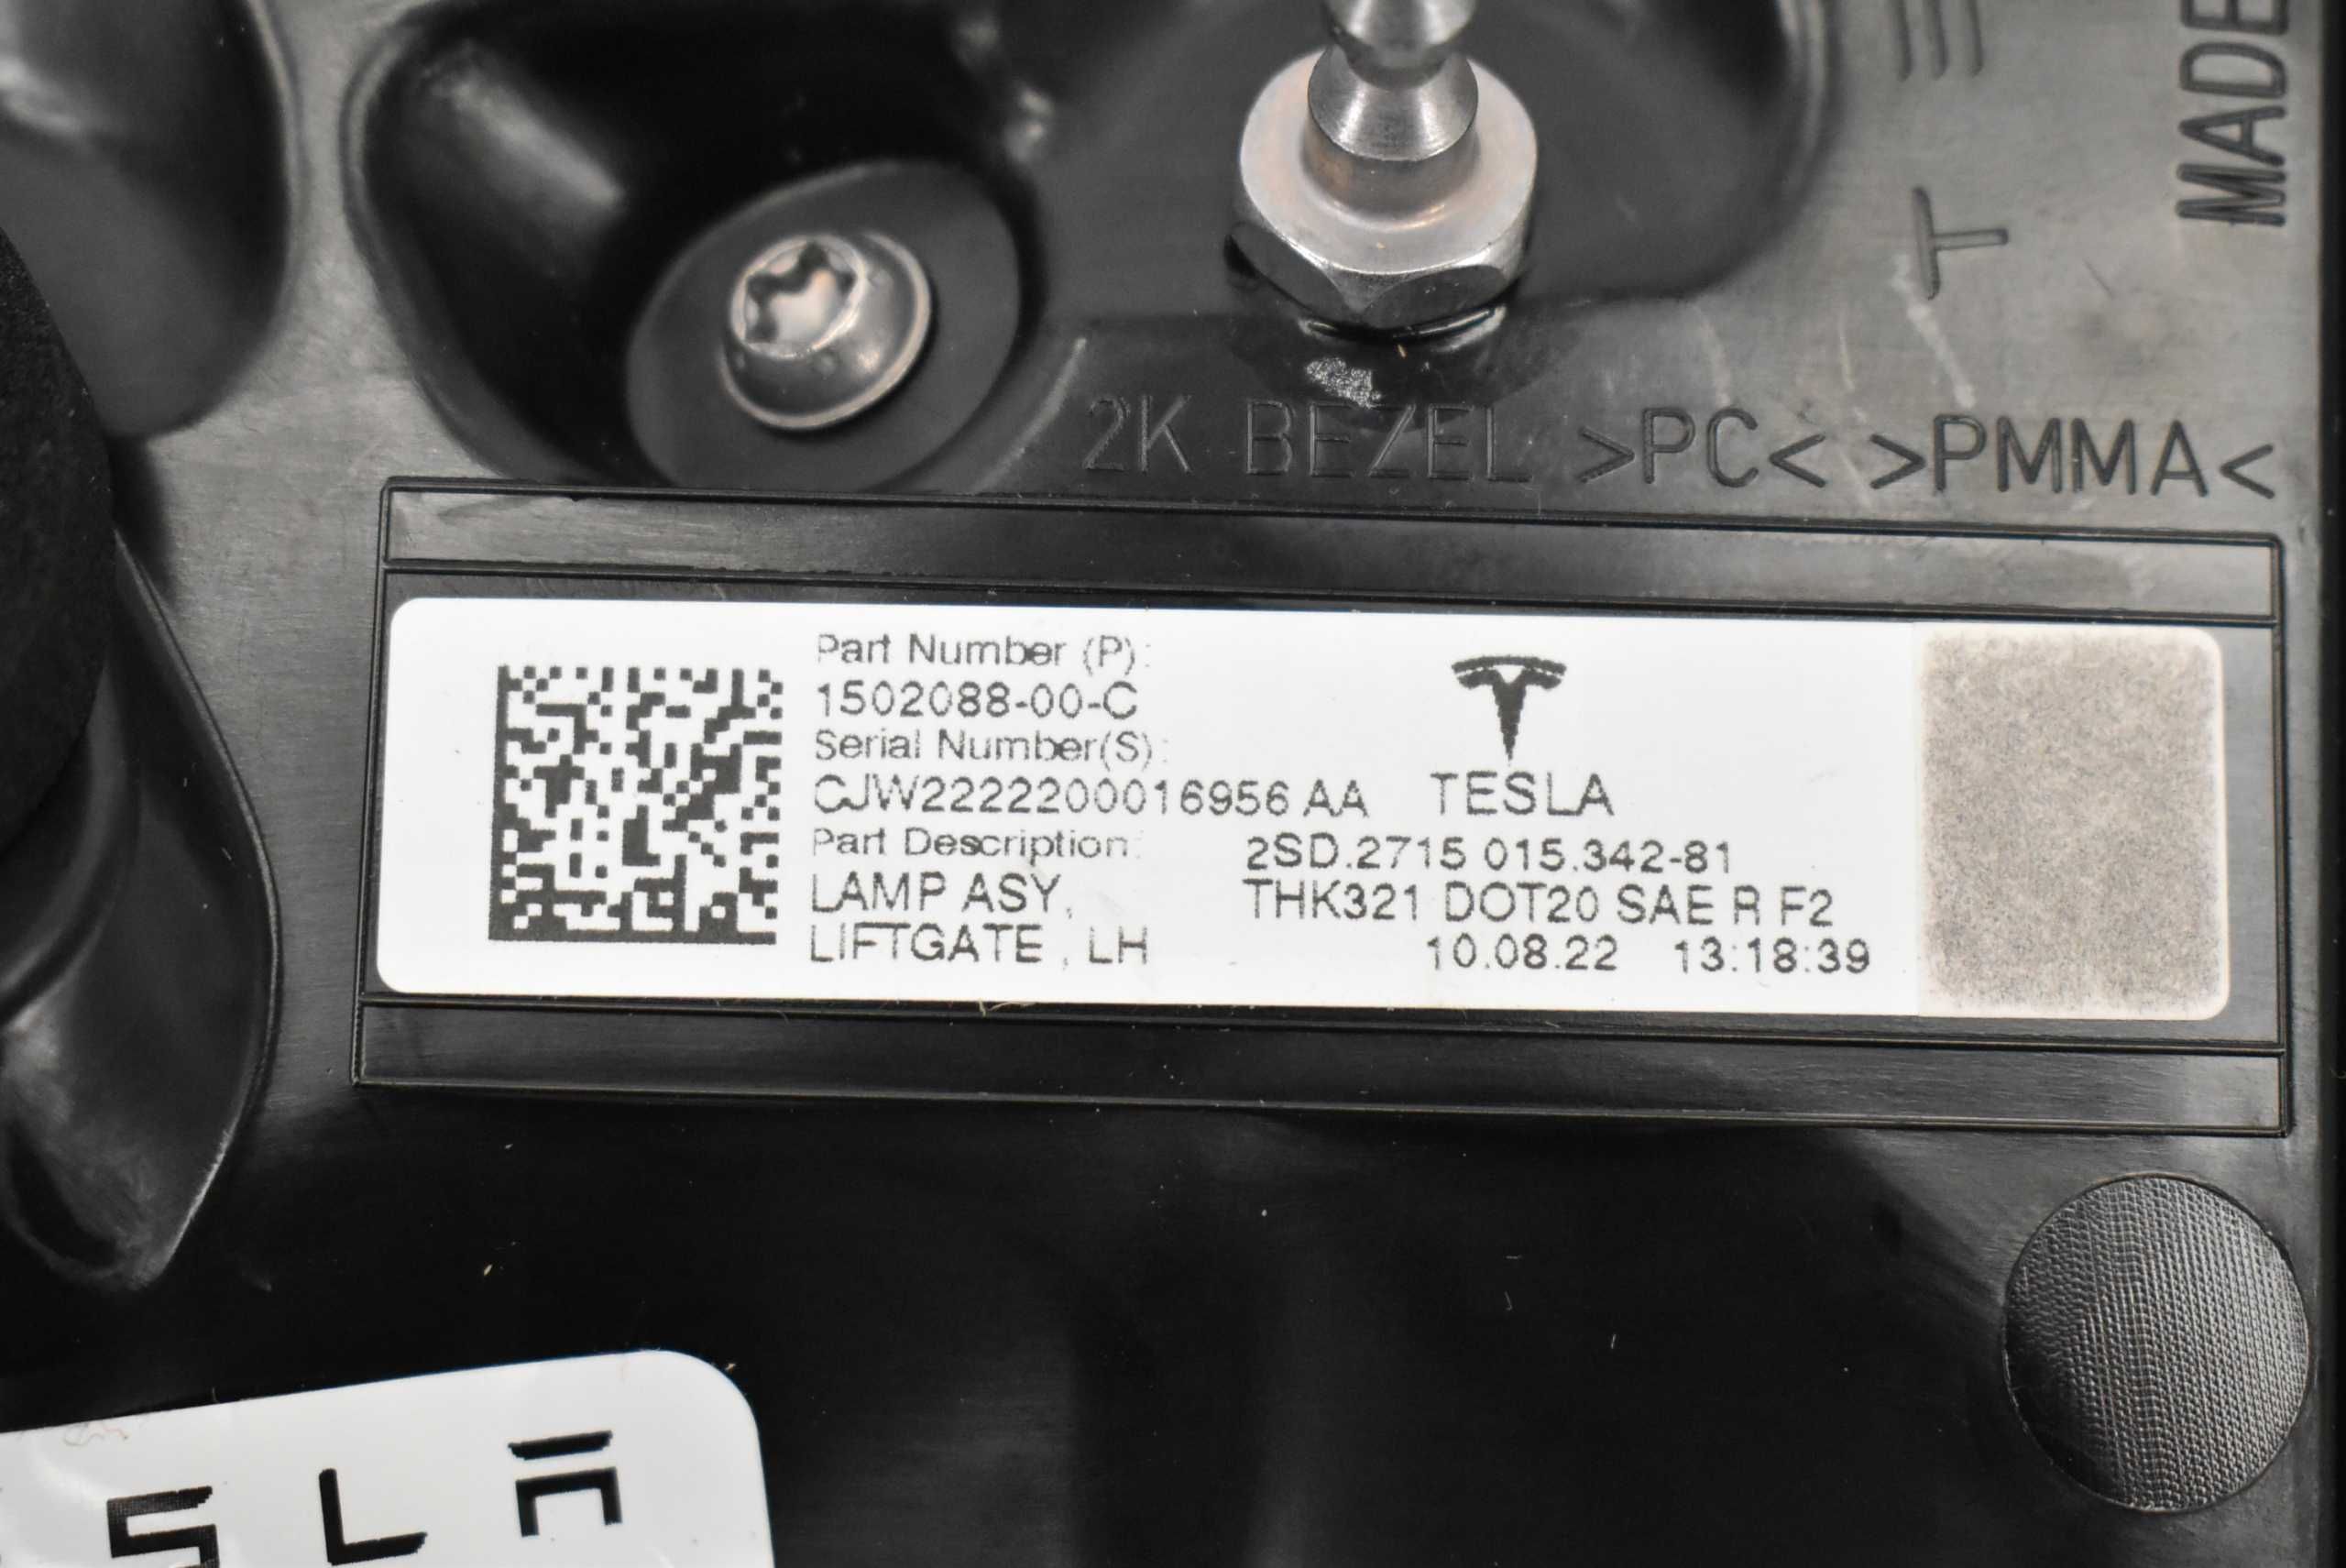 MADE
2K BEZEL >PC< >PMMA<
Part Number (P):
1502088-00-C
Serial Number(S):
CJW2222200016956 AA
Part Description:
LAMP ASY,
LIFTGATE , LH
TESLA
2SD.2715 015.342-81
THK321 DOT20 SAE R F2
10.08.22 13:18:39
SLA